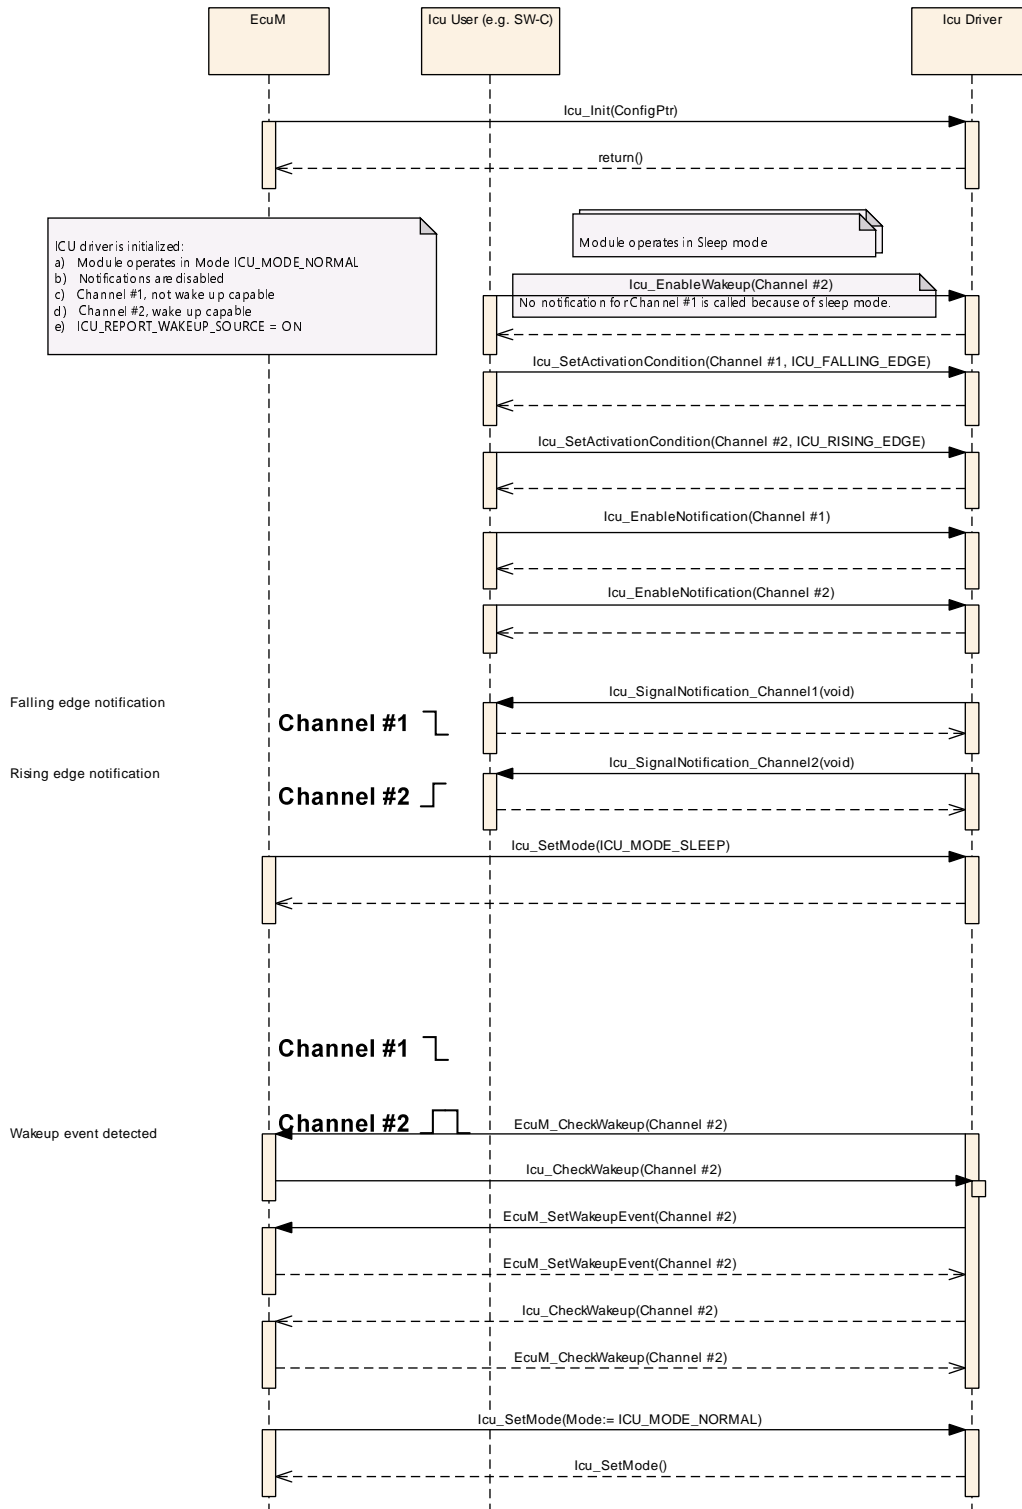 EcuM
Icu User (e.g. SW-C)
Icu Driver
Icu_Init(ConfigPtr)
return()
ICU driver is initialized:
a) Module operates in Mode ICU_MODE_NORMAL
b) Notifications are disabled
c) Channel #1, not wake up capable
d) Channel #2, wake up capable
e) ICU_REPORT_WAKEUP_SOURCE = ON
Module operates in Sleep mode
Icu_EnableWakeup(Channel #2)
No notification for Channel #1 is called because of sleep mode.
Icu_SetActivationCondition(Channel #1, ICU_FALLING_EDGE)
Icu_SetActivationCondition(Channel #2, ICU_RISING_EDGE)
Icu_EnableNotification(Channel #1)
Icu_EnableNotification(Channel #2)
Icu_SignalNotification_Channel1(void)
Falling edge notification
Channel #1
Icu_SignalNotification_Channel2(void)
Rising edge notification
Channel #2
Icu_SetMode(ICU_MODE_SLEEP)
Channel #1
Channel #2
EcuM_CheckWakeup(Channel #2)
Wakeup event detected
Icu_CheckWakeup(Channel #2)
EcuM_SetWakeupEvent(Channel #2)
EcuM_SetWakeupEvent(Channel #2)
Icu_CheckWakeup(Channel #2)
EcuM_CheckWakeup(Channel #2)
Icu_SetMode(Mode:= ICU_MODE_NORMAL)
Icu_SetMode()